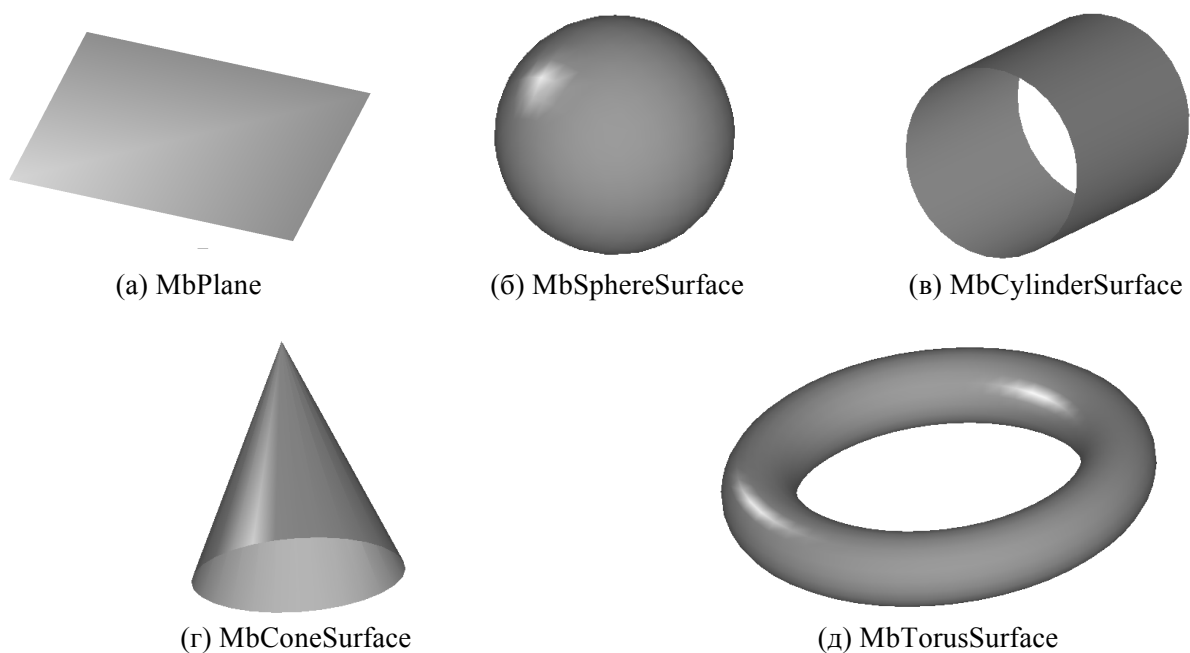 (а) MbPlane
(б) MbSphereSurface
(в) MbCylinderSurface
(г) MbConeSurface
(д) MbTorusSurface